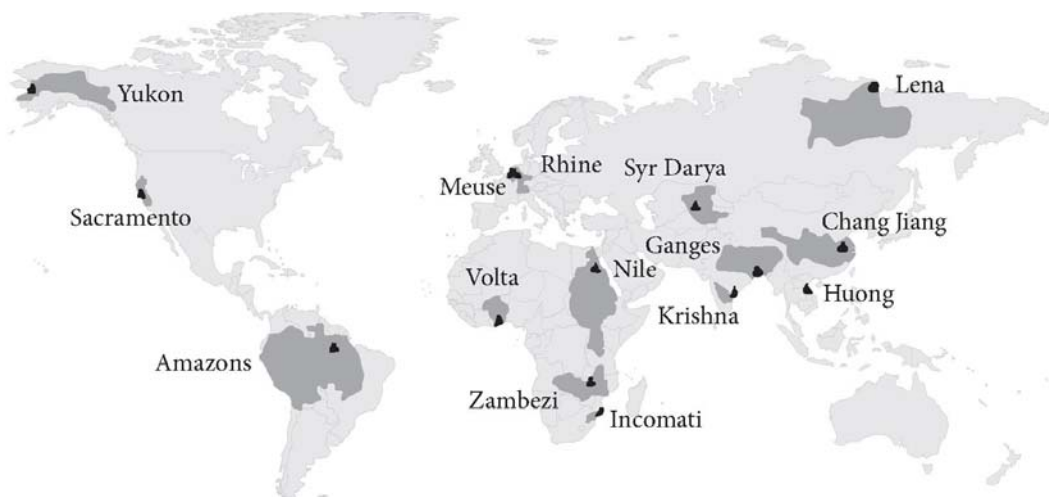 Yukon
Lena
Rhine
Meuse
Syr Darya
Sacramento
Chang Jiang
Ganges
Volta
Nile
Huong
Krishna
Amazons
Zambezi
Incomati